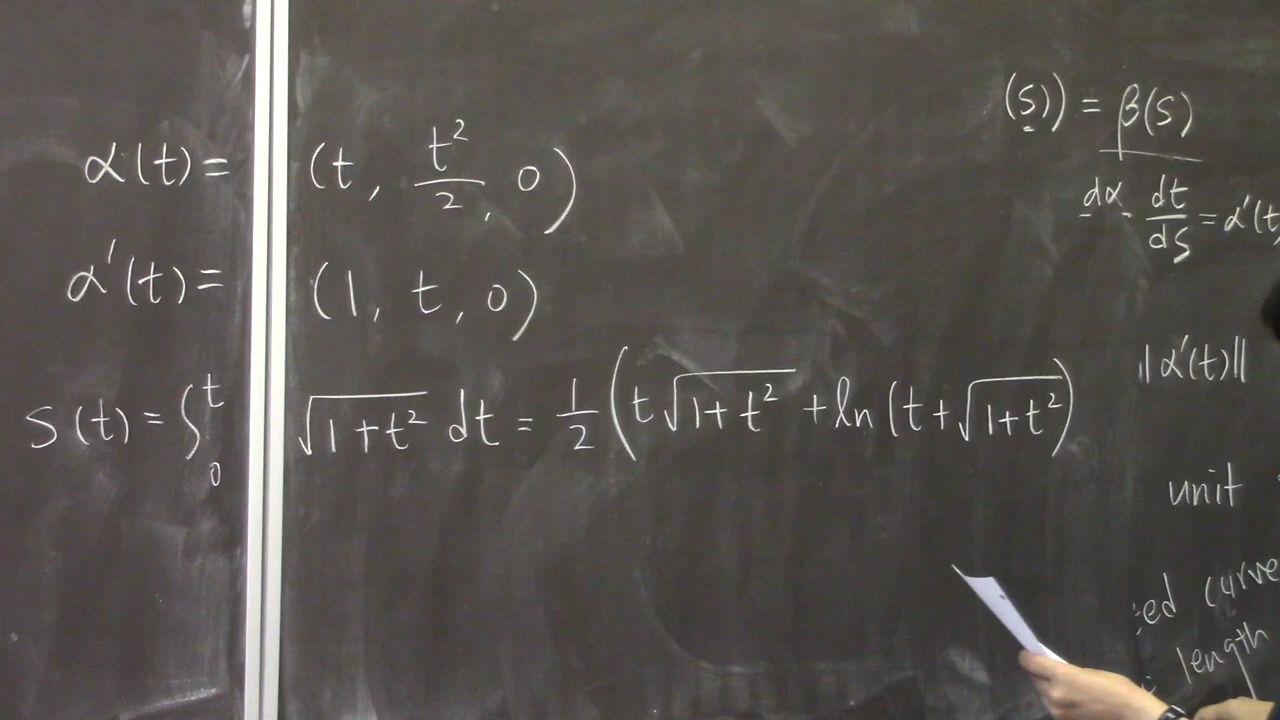 α(t) = (t, t²/2, 0)
α'(t) = (1, t, 0)
S(t) = ∫₀ᵗ √(1+t²) dt = 1/2 (t√(1+t²) + ln (t+√(1+t²))
(s)) = β(s)
dα dt/ds = α'(t)
||α'(t)||
unit
ed curve
length